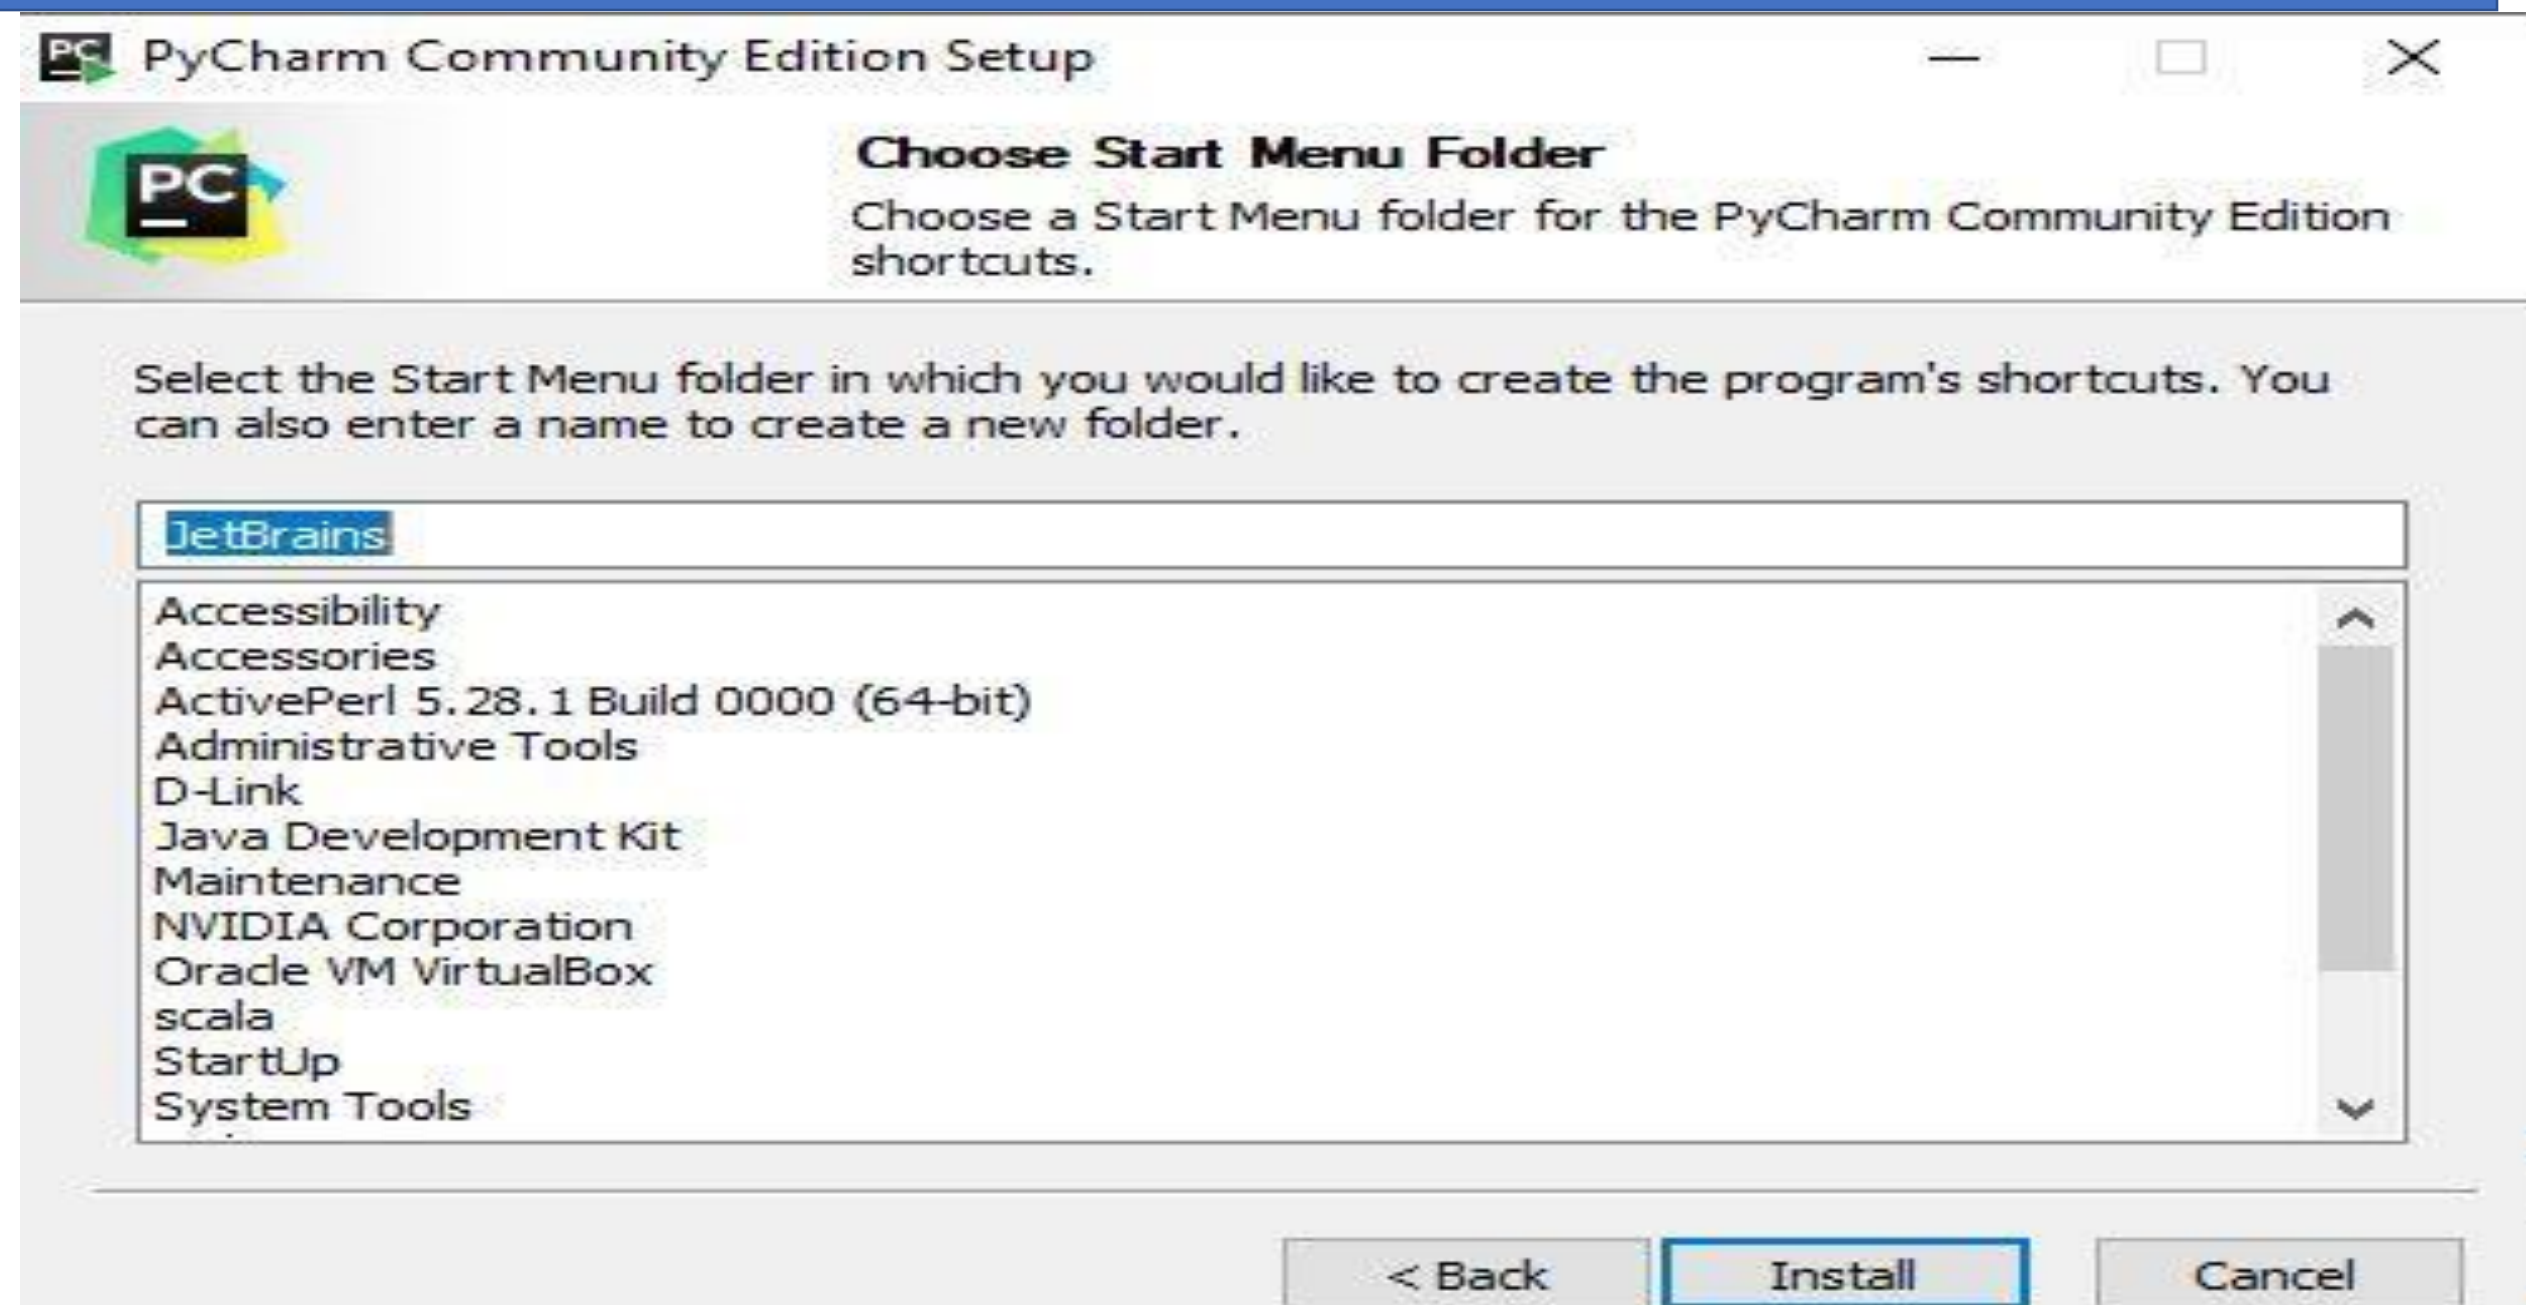 PyCharm Community Edition Setup
PC
Choose Start Menu Folder
Choose a Start Menu folder for the PyCharm Community Edition
shortcuts.
Select the Start Menu folder in which you would like to create the program's shortcuts. You
can also enter a name to create a new folder.
JetBrains
Accessibility
Accessories
ActivePerl 5.28.1 Build 0000 (64-bit)
Administrative Tools
D-Link
Java Development Kit
Maintenance
NVIDIA Corporation
Oracle VM VirtualBox
scala
StartUp
System Tools
< Back
Install
Cancel